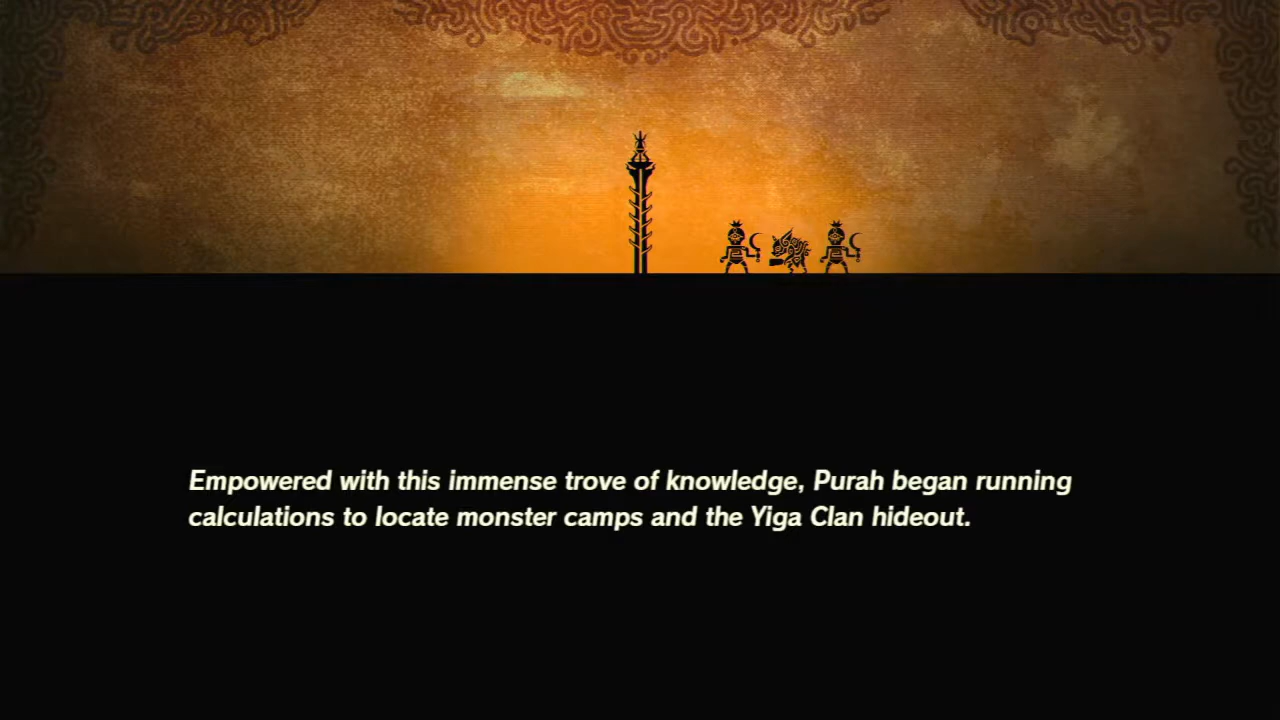 Empowered with this immense trove of knowledge, Purah began running
calculations to locate monster camps and the Yiga Clan hideout.